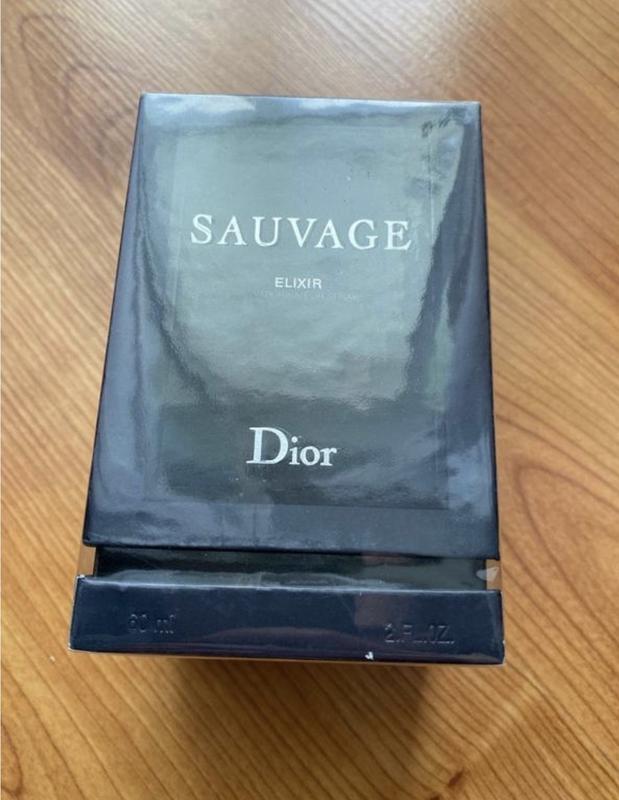 SAUVAGE
ELIXIR
Dior
60 ml 2 FL.OZ.